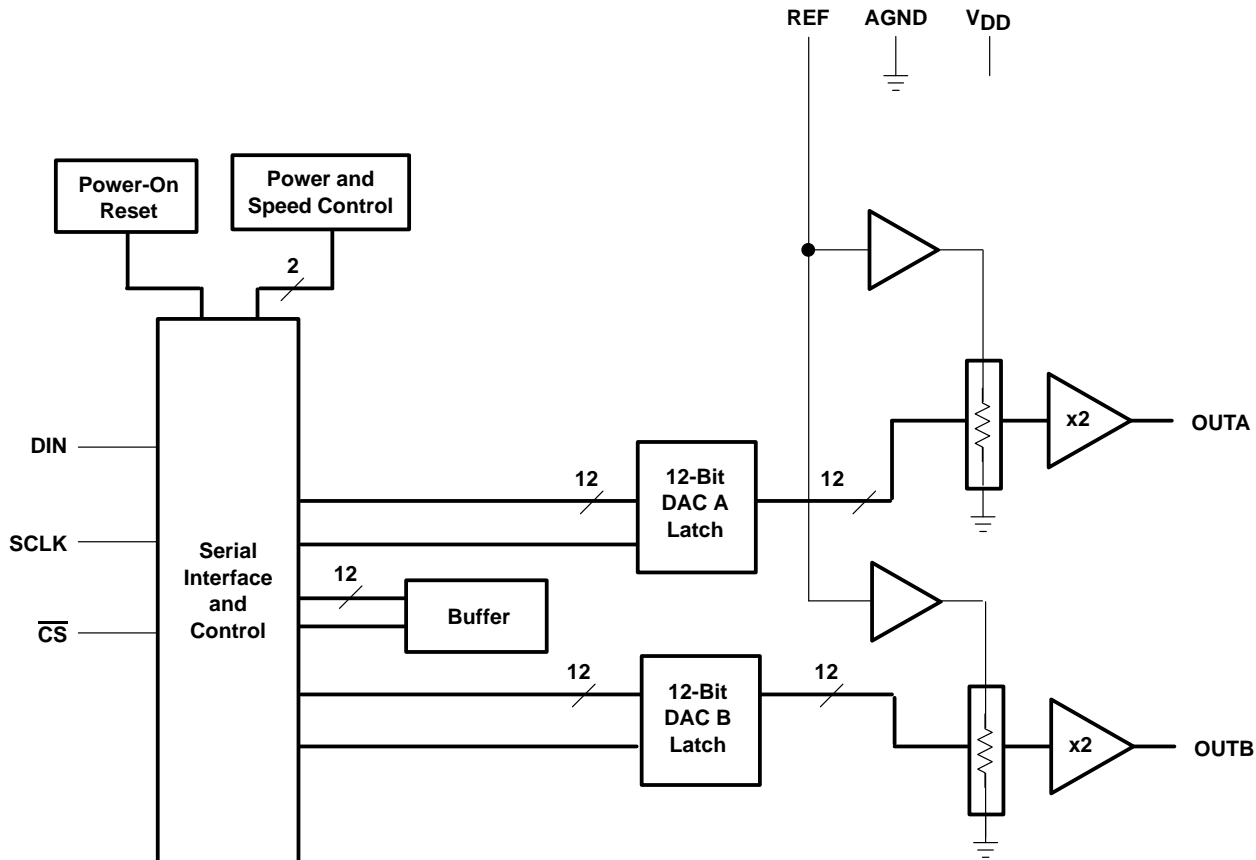 REF AGND VDD
Power-On
Reset
Power and
Speed Control
2
DIN
SCLK
CS
Serial
Interface
and
Control
12
12-Bit
DAC A
Latch
12
x2
OUTA
12
Buffer
12
12-Bit
DAC B
Latch
12
x2
OUTB